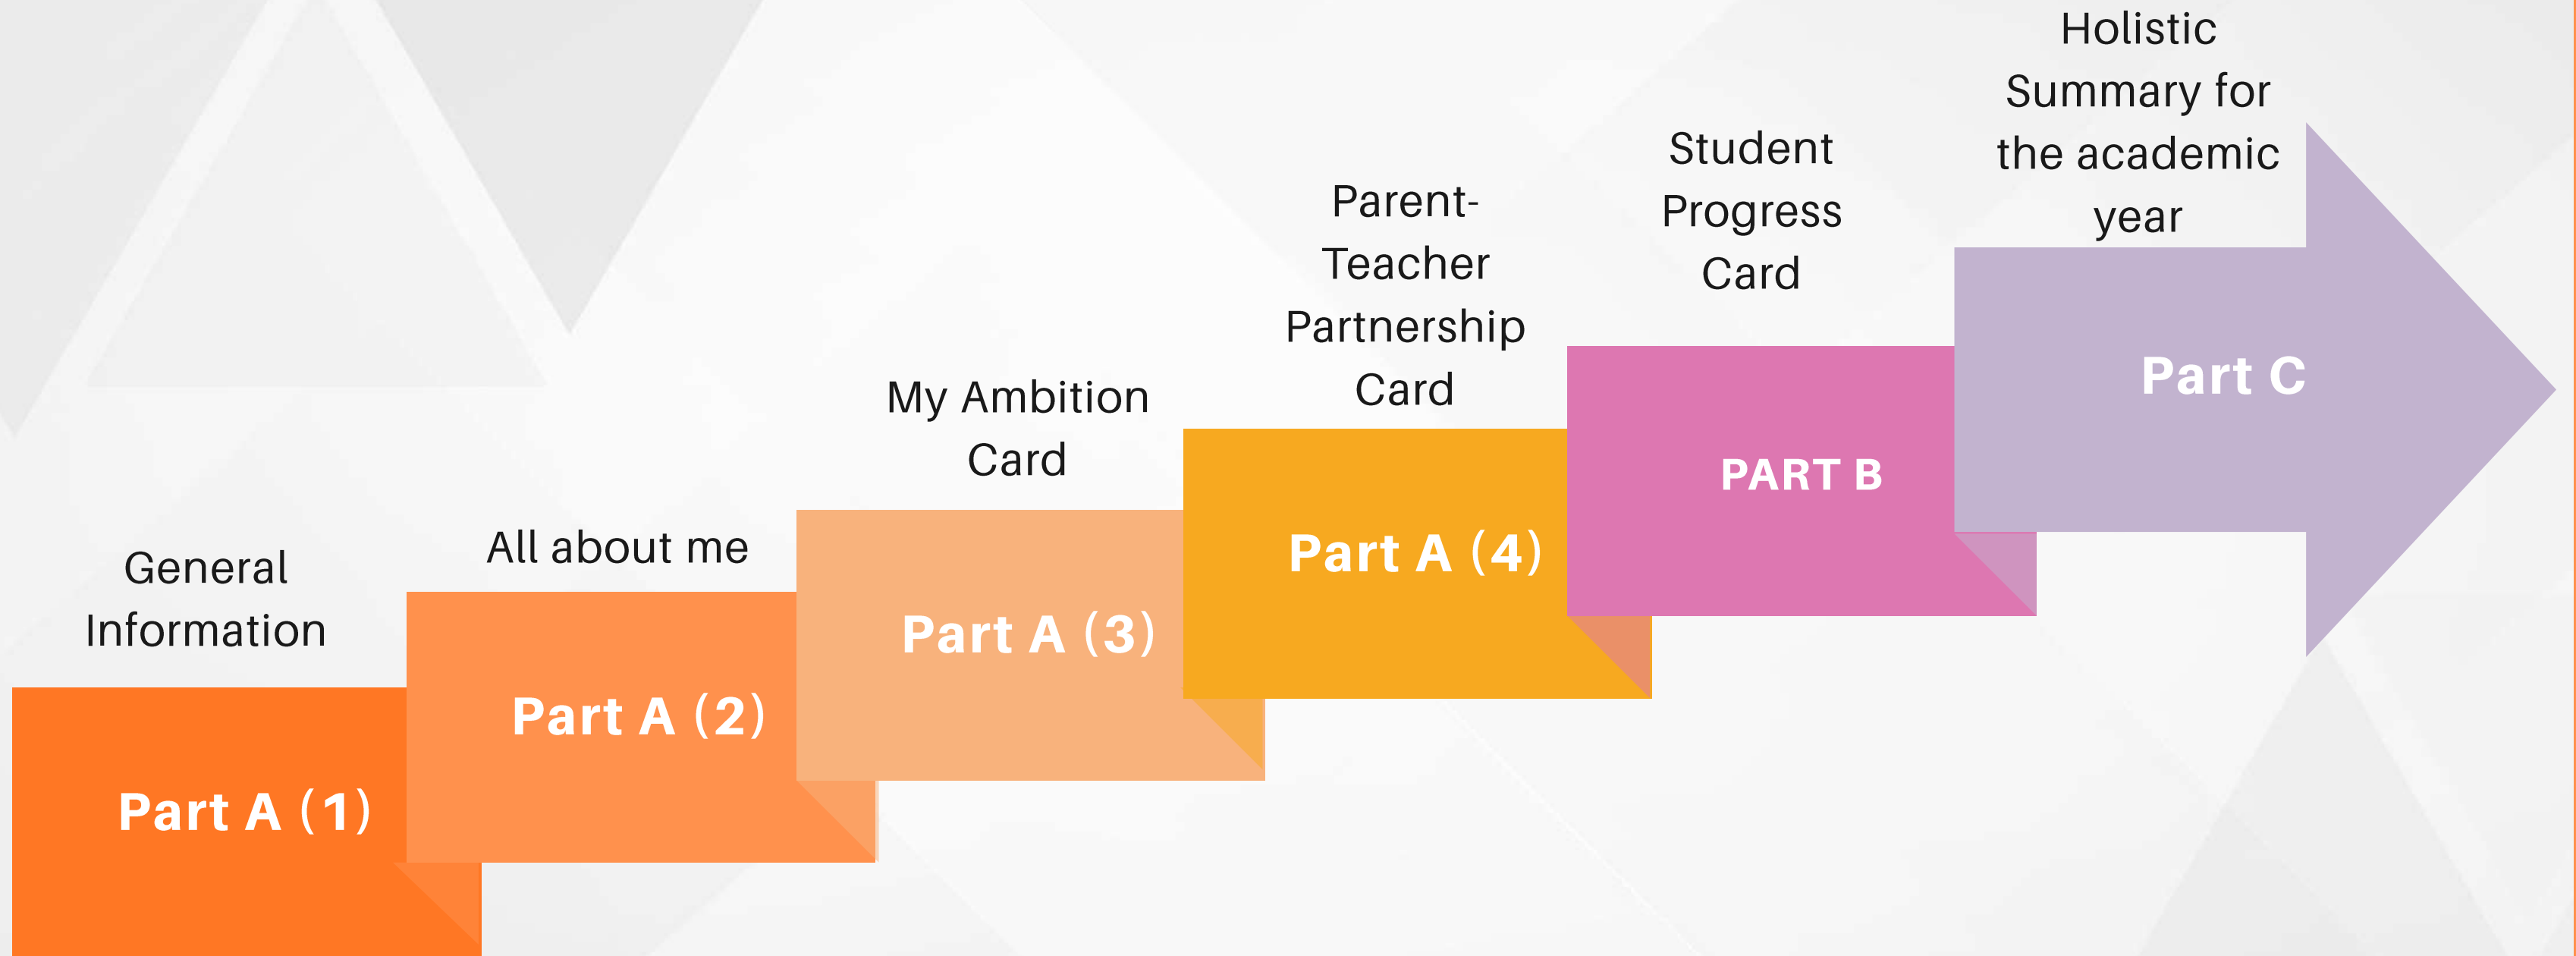 General
Information
Part A (1)
All about me
Part A (2)
My Ambition
Card
Part A (3)
Parent-
Teacher
Partnership
Card
Part A (4)
Student
Progress
Card
PART B
Holistic
Summary for
the academic
year
Part C